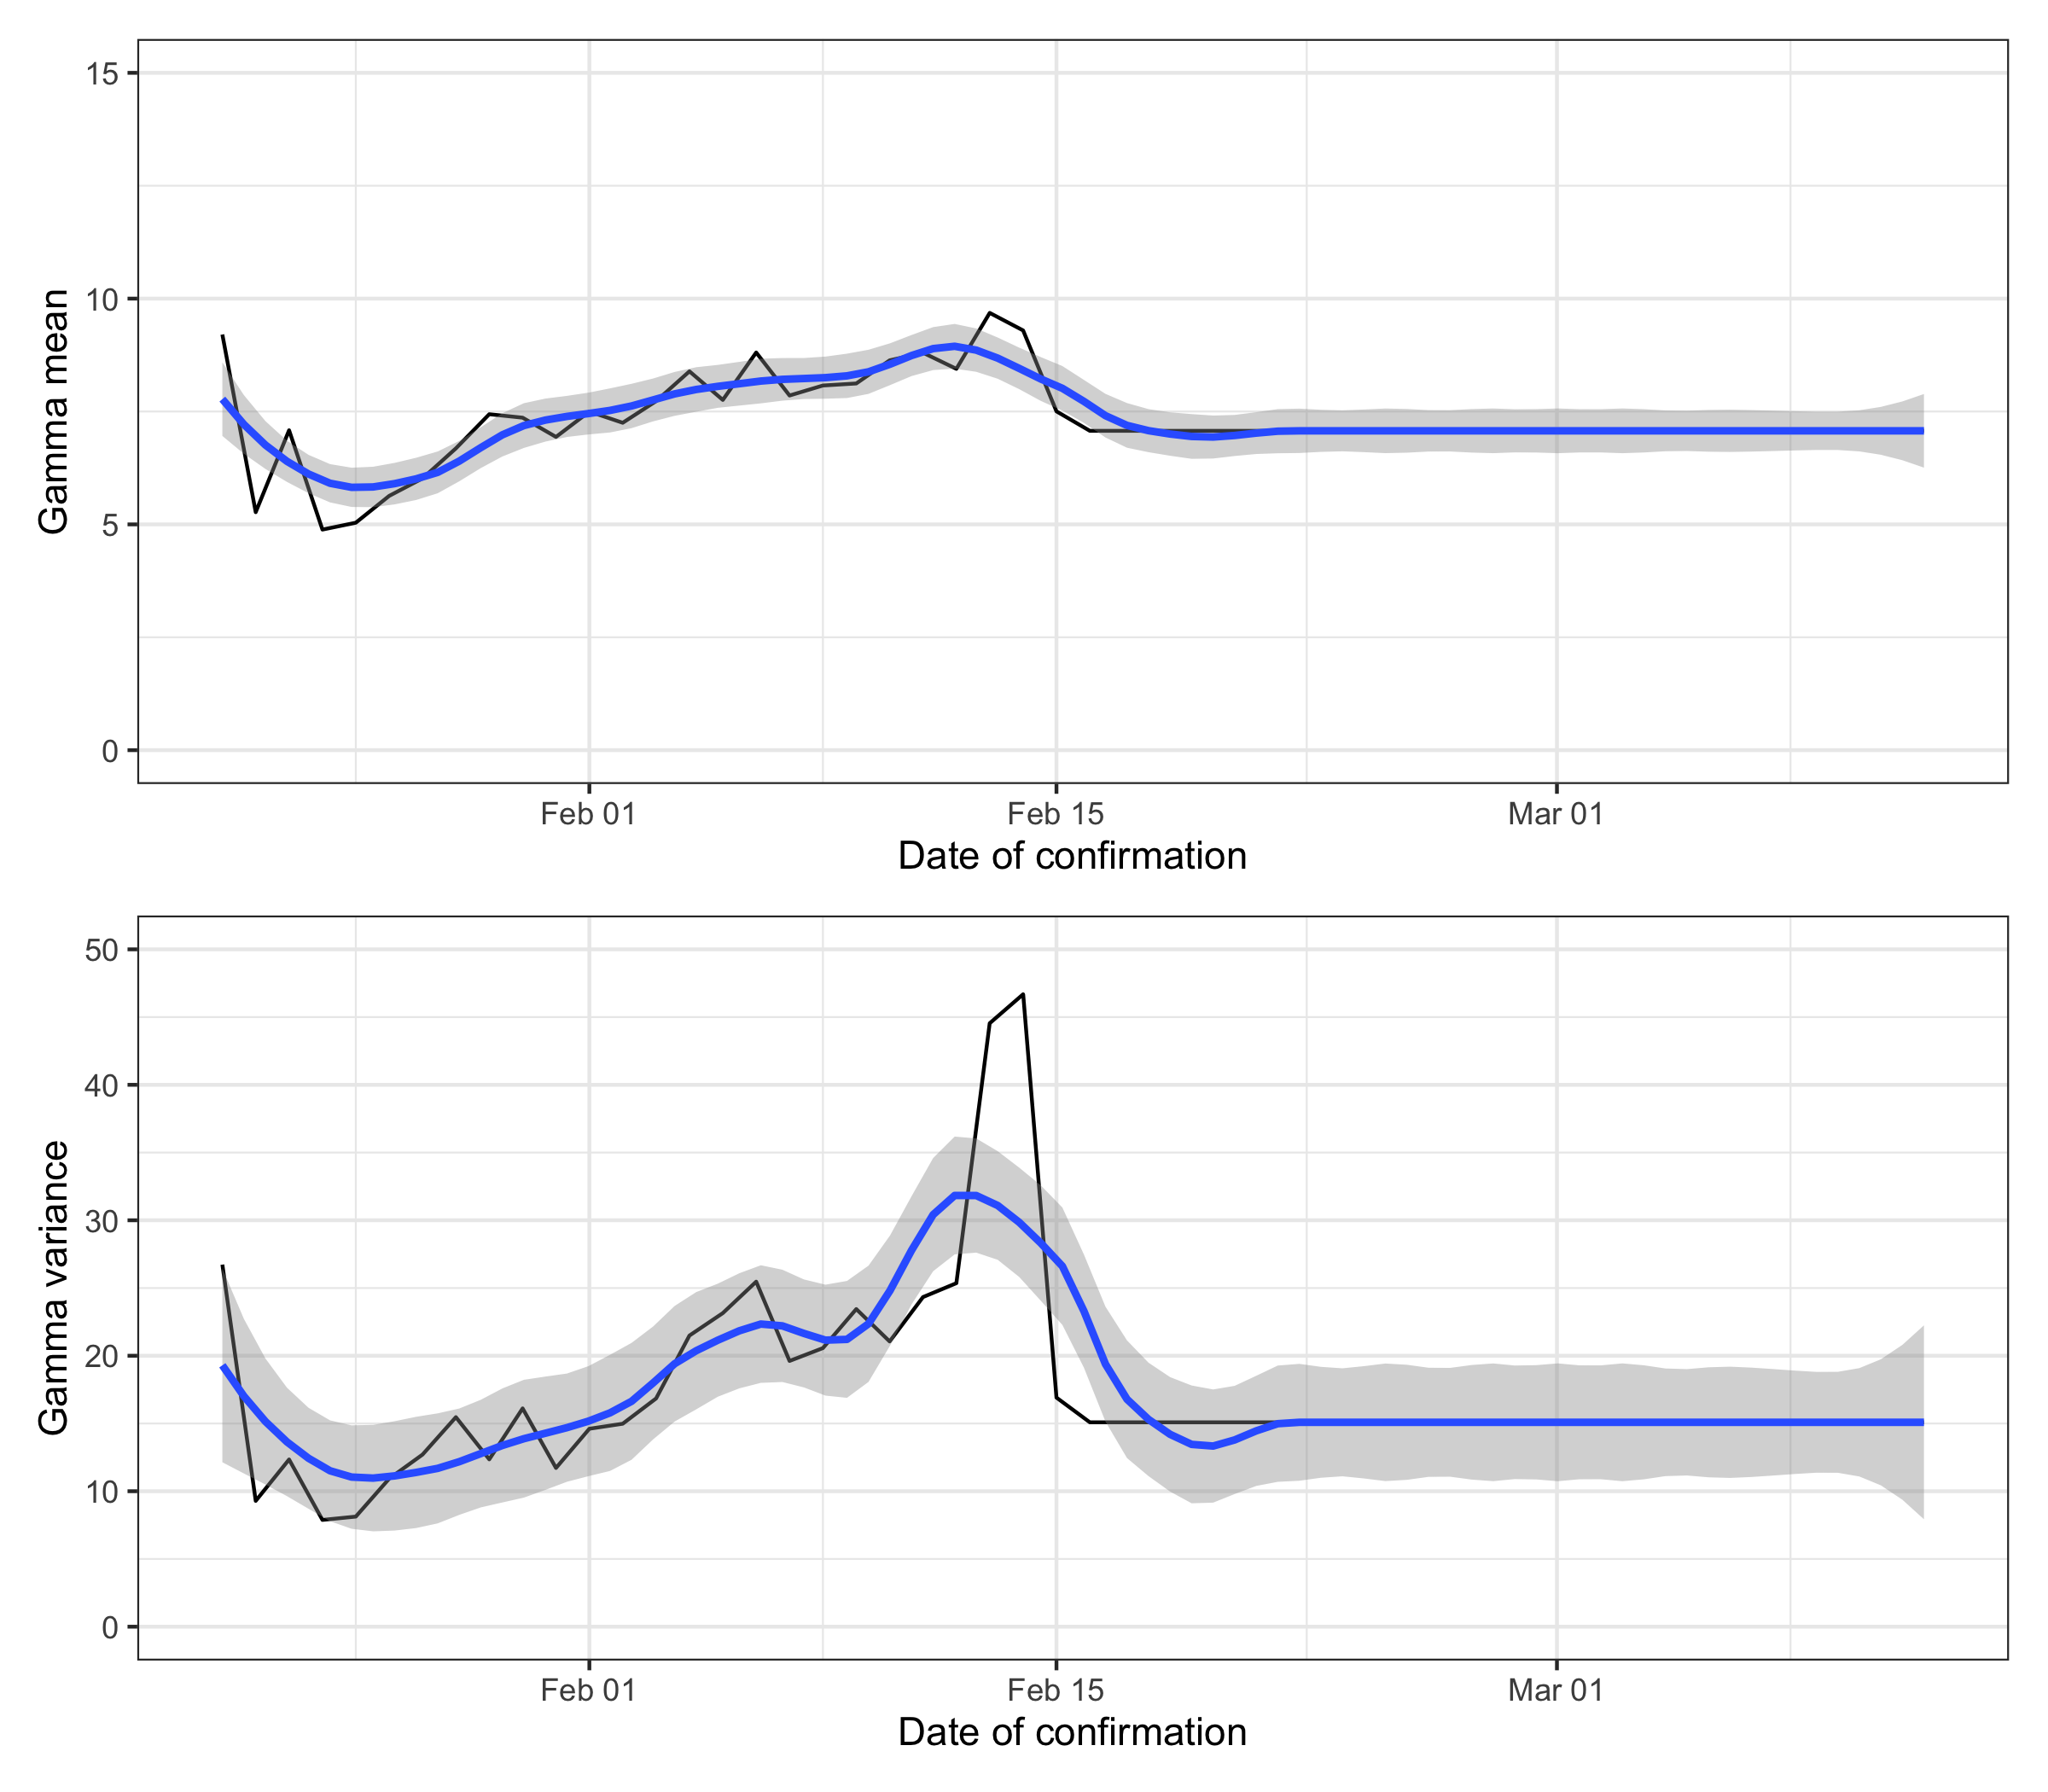 15
10
5
0
Gamma mean
Feb 01 Feb 15 Mar 01
Date of confirmation
50
40
30
20
10
0
Gamma variance
Feb 01 Feb 15 Mar 01
Date of confirmation